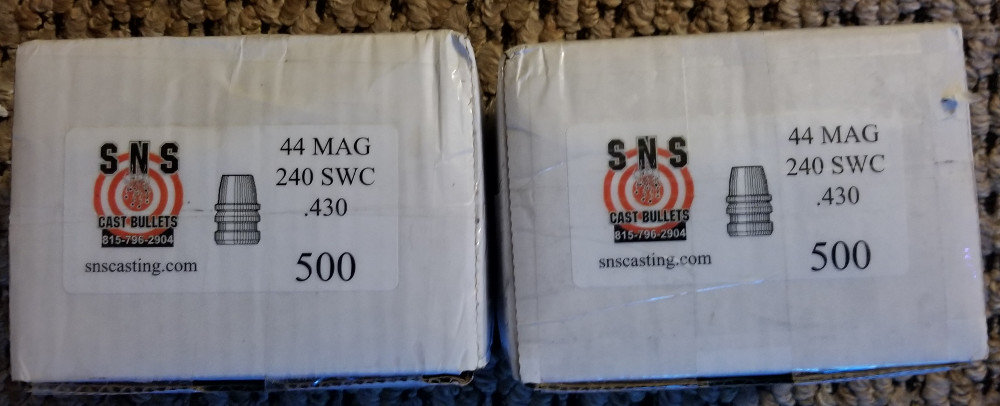 SNS
CAST BULLETS
815-796-2904
snscasting.com
44 MAG
240 SWC
.430
500
SNS
CAST BULLETS
815-796-2904
snscasting.com
44 MAG
240 SWC
.430
500